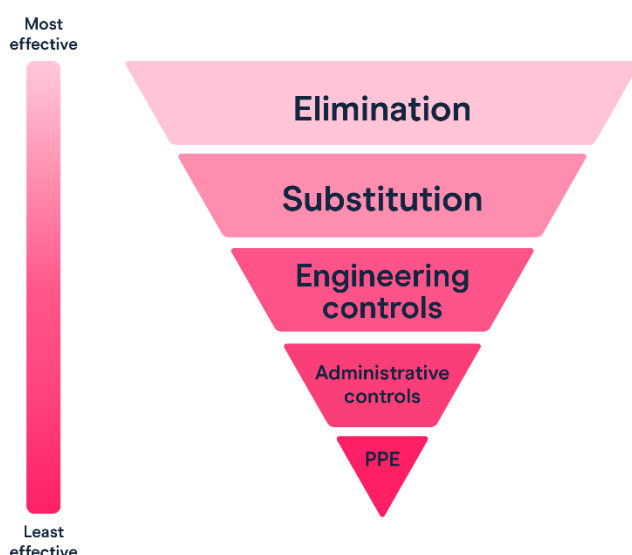 Most
effective
Elimination
Substitution
Engineering
controls
Administrative
controls
PPE
Least
effective